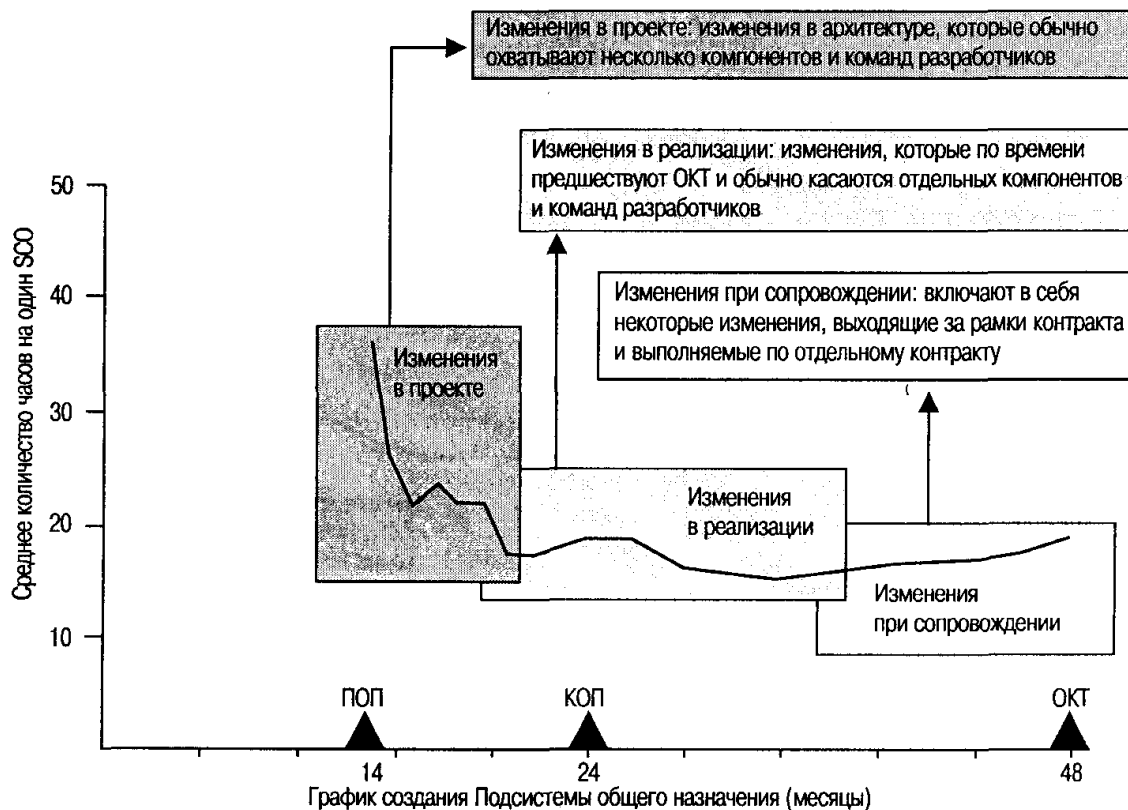 Изменения в проекте: изменения в архитектуре, которые обычно
охватывают несколько компонентов и команд разработчиков
Изменения в реализации: изменения, которые по времени
предшествуют ОКТ и обычно касаются отдельных компонентов
и команд разработчиков
Изменения при сопровождении: включают в себя
некоторые изменения, выходящие за рамки контракта
и выполняемые по отдельному контракту
Среднее количество часов на один SCO
50
40
30
20
10
Изменения
в проекте
Изменения
в реализации
Изменения
при сопровождении
ПОП
КОП
ОКТ
14
24
48
График создания Подсистемы общего назначения (месяцы)